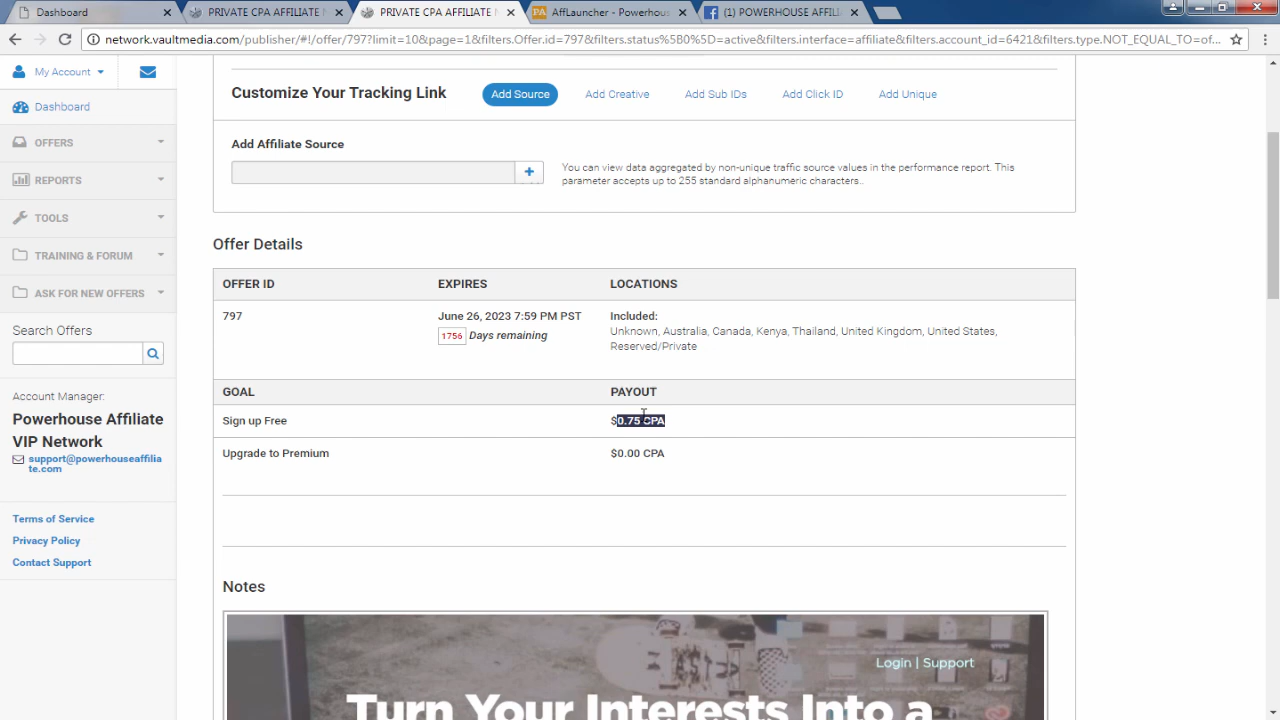 Dashboard
PRIVATE CPA AFFILIATE N
PRIVATE CPA AFFILIATE M
AffLauncher - Powerhous
(1) POWERHOUSE AFFILI
network.vaultmedia.com/publisher/#!/offer/797?limit=10&page=1&filters.Offer.id=797&filters.status%5B0%5D=active&filters.interface=affiliate&filters.account_id=6421&filters.type.NOT_EQUAL_TO=of...
My Account
Dashboard
OFFERS
REPORTS
TOOLS
TRAINING & FORUM
ASK FOR NEW OFFERS
Search Offers
Account Manager:
Powerhouse Affiliate
VIP Network
support@powerhouseaffilia
te.com
Terms of Service
Privacy Policy
Contact Support
Customize Your Tracking Link
Add Source
Add Creative
Add Sub IDs
Add Click ID
Add Unique
Add Affiliate Source
+
You can view data aggregated by non-unique traffic source values in the performance report. This
parameter accepts up to 255 standard alphanumeric characters..
Offer Details
OFFER ID EXPIRES LOCATIONS
797 June 26, 2023 7:59 PM PST Included:
1756 Days remaining Unknown, Australia, Canada, Kenya, Thailand, United Kingdom, United States,
Reserved/Private
GOAL PAYOUT
Sign up Free $0.75 CPA
Upgrade to Premium $0.00 CPA
Notes
Login | Support
Turn Your Interests Into a